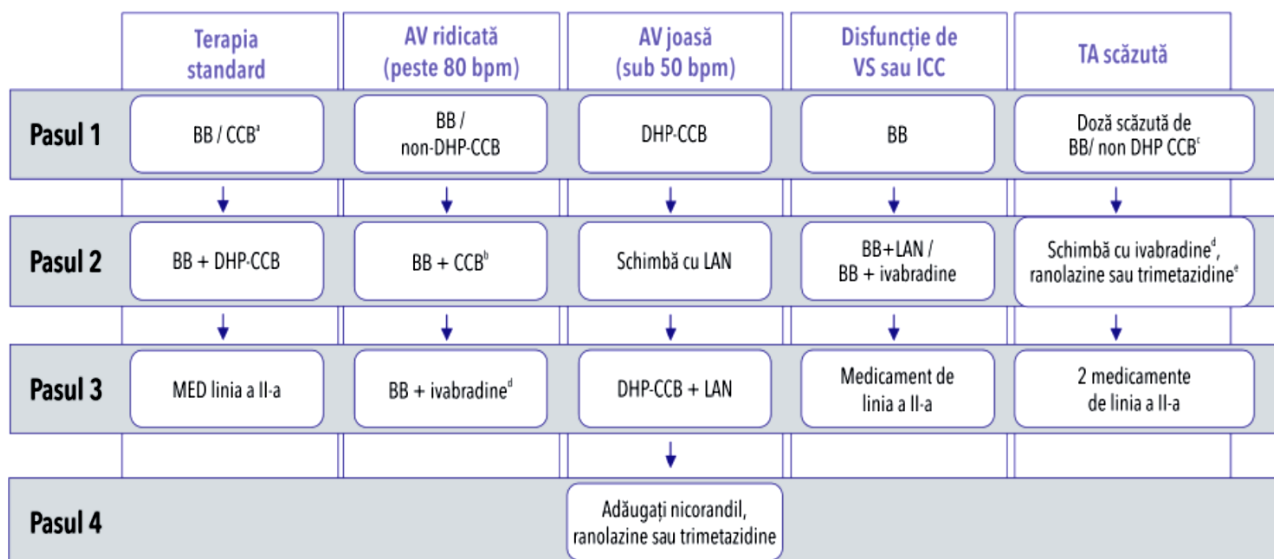 Terapia
standard
AV ridicată
(peste 80 bpm)
AV joasă
(sub 50 bpm)
Disfuncție de
VS sau ICC
TA scăzută
Pasul 1
BB / CCBᵃ
BB /
non-DHP-CCB
DHP-CCB
BB
Doză scăzută de
BB/ non DHP CCBᶜ
Pasul 2
BB + DHP-CCB
BB + CCBᵇ
Schimbă cu LAN
BB+LAN /
BB + ivabradine
Schimbă cu ivabradineᵈ,
ranolazine sau trimetazidineᵉ
Pasul 3
MED linia a II-a
BB + ivabradineᵈ
DHP-CCB + LAN
Medicament de
linia a II-a
2 medicamente
de linia a II-a
Pasul 4
Adăugați nicorandil,
ranolazine sau trimetazidine